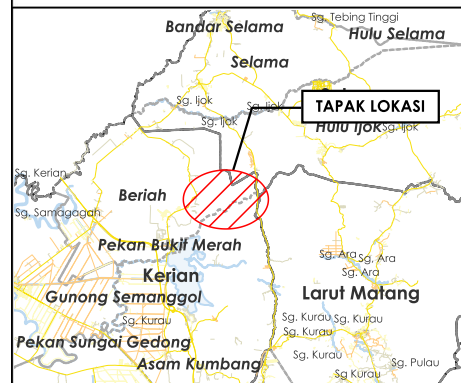 Bandar Selama
Sg. Tebing Tinggi
Hulu Selama
Selama
Sg. Ijok
Sg. Ijok
TAPAK LOKASI
Sg. Ijok
Hulu Ijok
Sg. Ijok
Sg. Kerian
Beriah
Sg. Samagagah
Pekan Bukit Merah
Sg. Ara
Sg. Ara
Sg. Ara
Kerian
Larut Matang
Gunong Semanggol
Sg. Kurau
Sg. Kurau
Sg. Kurau
Sg. Kurau
Pekan Sungai Gedong
Asam Kumbang
Sg. Kurau
Sg. Pulau
Sg. Kurau